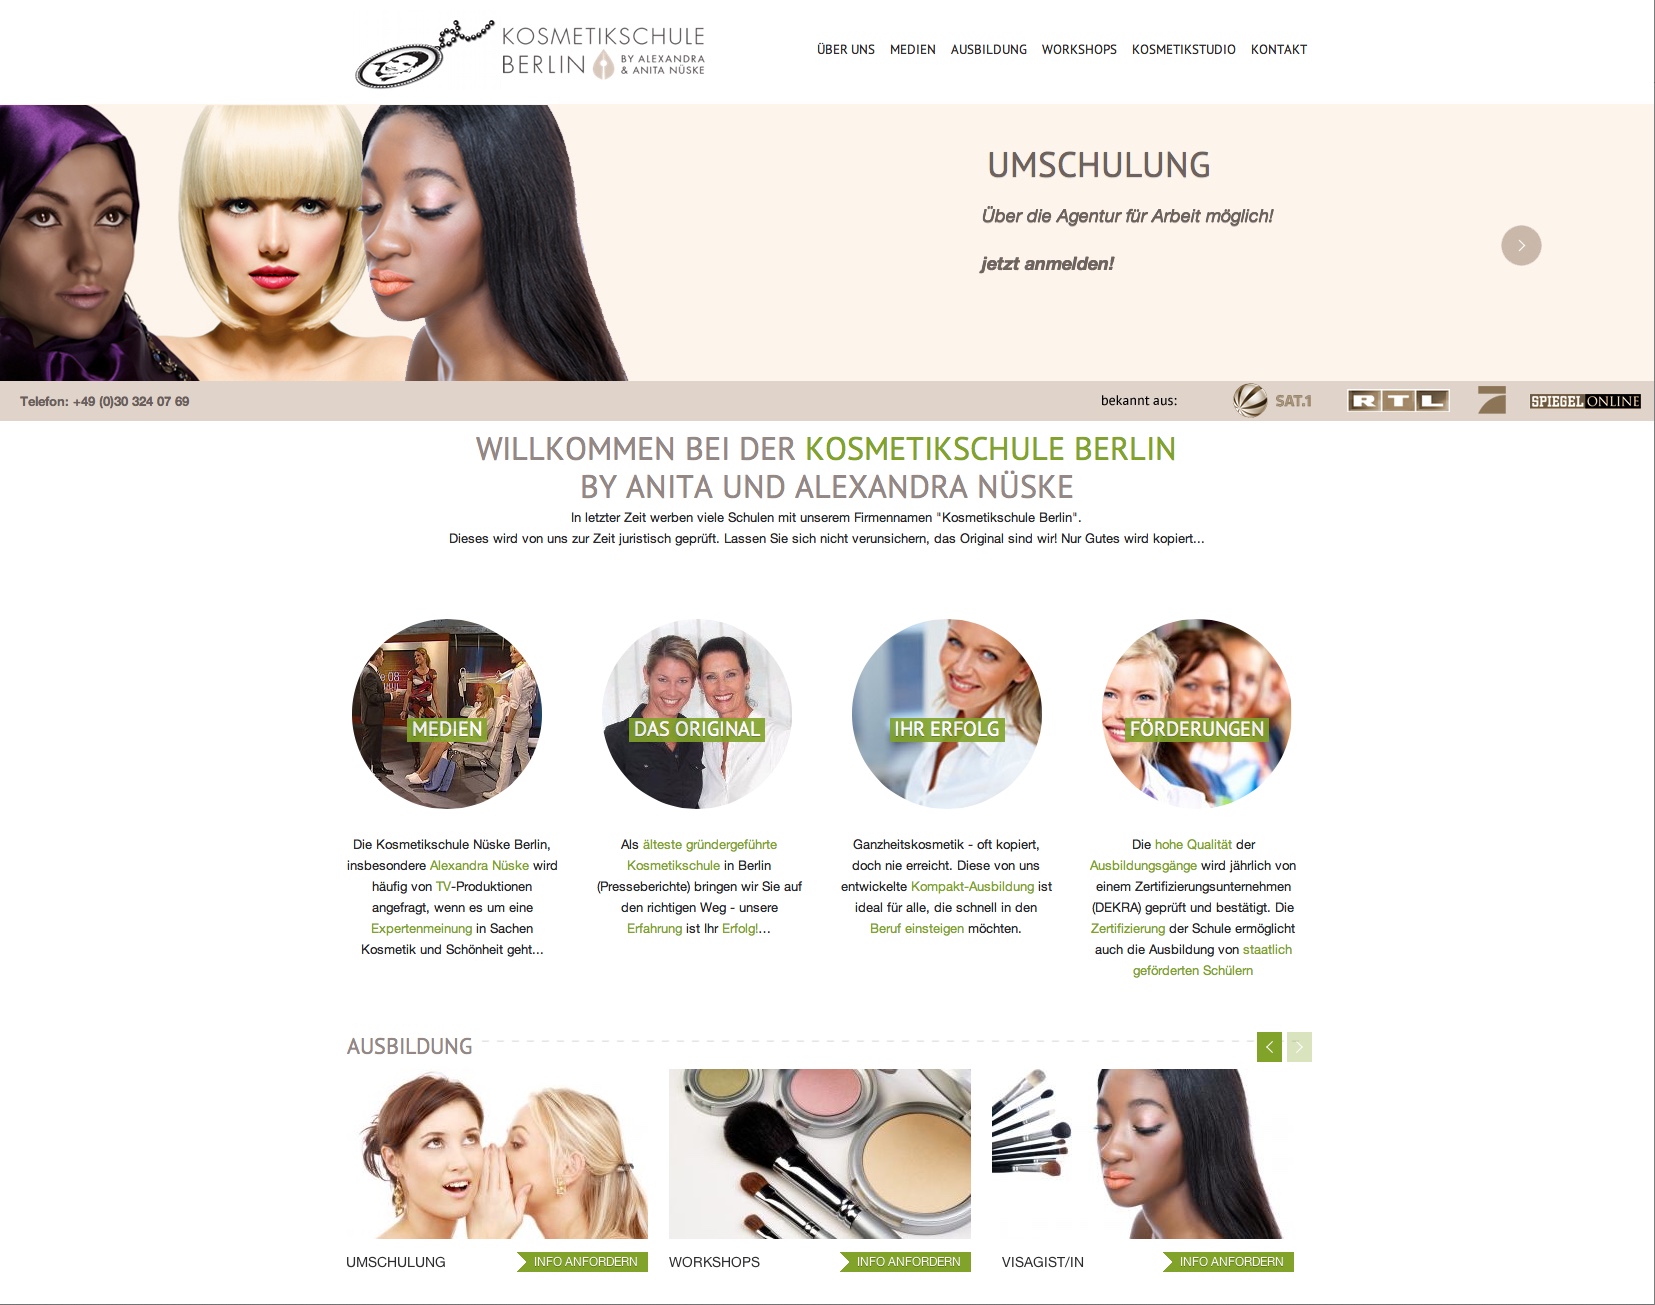 KOSMETIKSCHULE
BERLIN BY ALEXANDRA
& ANITA NÜSKE
ÜBER UNS MEDIEN AUSBILDUNG WORKSHOPS KOSMETIKSTUDIO KONTAKT
UMSCHULUNG
Über die Agentur für Arbeit möglich!
jetzt anmelden!
Telefon: +49 (0)30 324 07 69
bekannt aus:
SAT.1
RTL
SPIEGEL ONLINE
WILLKOMMEN BEI DER KOSMETIKSCHULE BERLIN
BY ANITA UND ALEXANDRA NÜSKE
In letzter Zeit werben viele Schulen mit unserem Firmennamen "Kosmetikschule Berlin".
Dieses wird von uns zur Zeit juristisch geprüft. Lassen Sie sich nicht verunsichern, das Original sind wir! Nur Gutes wird kopiert...
MEDIEN
Die Kosmetikschule Nüske Berlin,
insbesondere Alexandra Nüske wird
häufig von TV-Produktionen
angefragt, wenn es um eine
Expertenmeinung in Sachen
Kosmetik und Schönheit geht...
DAS ORIGINAL
Als älteste gründergeführte
Kosmetikschule in Berlin
(Presseberichte) bringen wir Sie auf
den richtigen Weg - unsere
Erfahrung ist Ihr Erfolg!...
IHR ERFOLG
Ganzheitskosmetik - oft kopiert,
doch nie erreicht. Diese von uns
entwickelte Kompakt-Ausbildung ist
ideal für alle, die schnell in den
Beruf einsteigen möchten.
FÖRDERUNGEN
Die hohe Qualität der
Ausbildungsgänge wird jährlich von
einem Zertifizierungsunternehmen
(DEKRA) geprüft und bestätigt. Die
Zertifizierung der Schule ermöglicht
auch die Ausbildung von staatlich
geförderten Schülern
AUSBILDUNG
UMSCHULUNG INFO ANFORDERN
WORKSHOPS INFO ANFORDERN
VISAGIST/IN INFO ANFORDERN